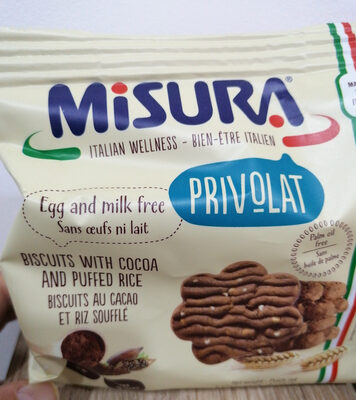 MiSURA®
ITALIAN WELLNESS - BIEN-ÊTRE ITALIEN
PRIVOLAT
Egg and milk free
Sans œufs ni lait
Palm oil
free
Sans
huile de palme
BISCUITS WITH COCOA
AND PUFFED RICE
BISCUITS AU CACAO
ET RIZ SOUFFLÉ